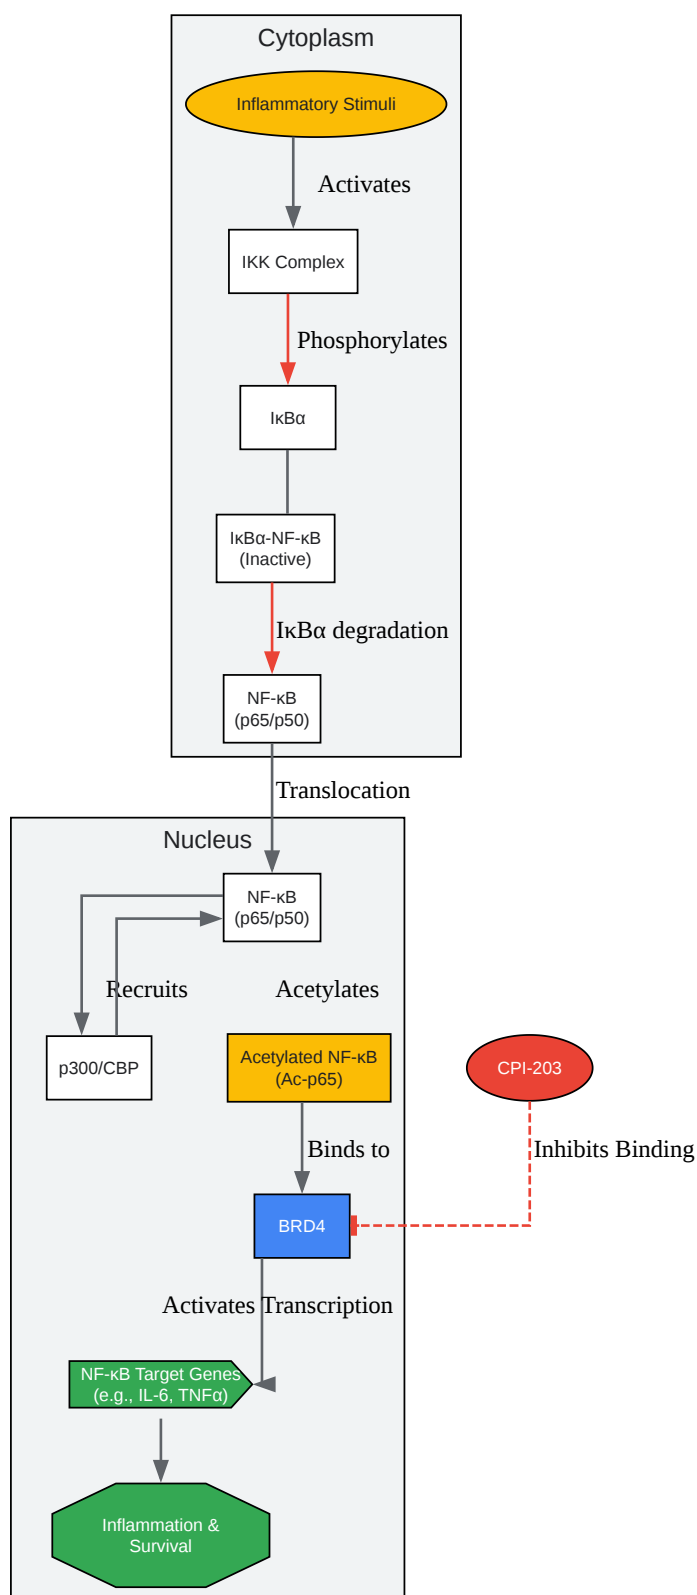 Cytoplasm
Inflammatory Stimuli
Activates
IKK Complex
Phosphorylates
IκBα
IκBα-NF-κB
(Inactive)
IκBα degradation
NF-κB
(p65/p50)
Translocation
Nucleus
NF-κB
(p65/p50)
Recruits
Acetylates
p300/CBP
Acetylated NF-κB
(Ac-p65)
CPI-203
Binds to
Inhibits Binding
BRD4
Activates Transcription
NF-κB Target Genes
(e.g., IL-6, TNFα)
Inflammation &
Survival